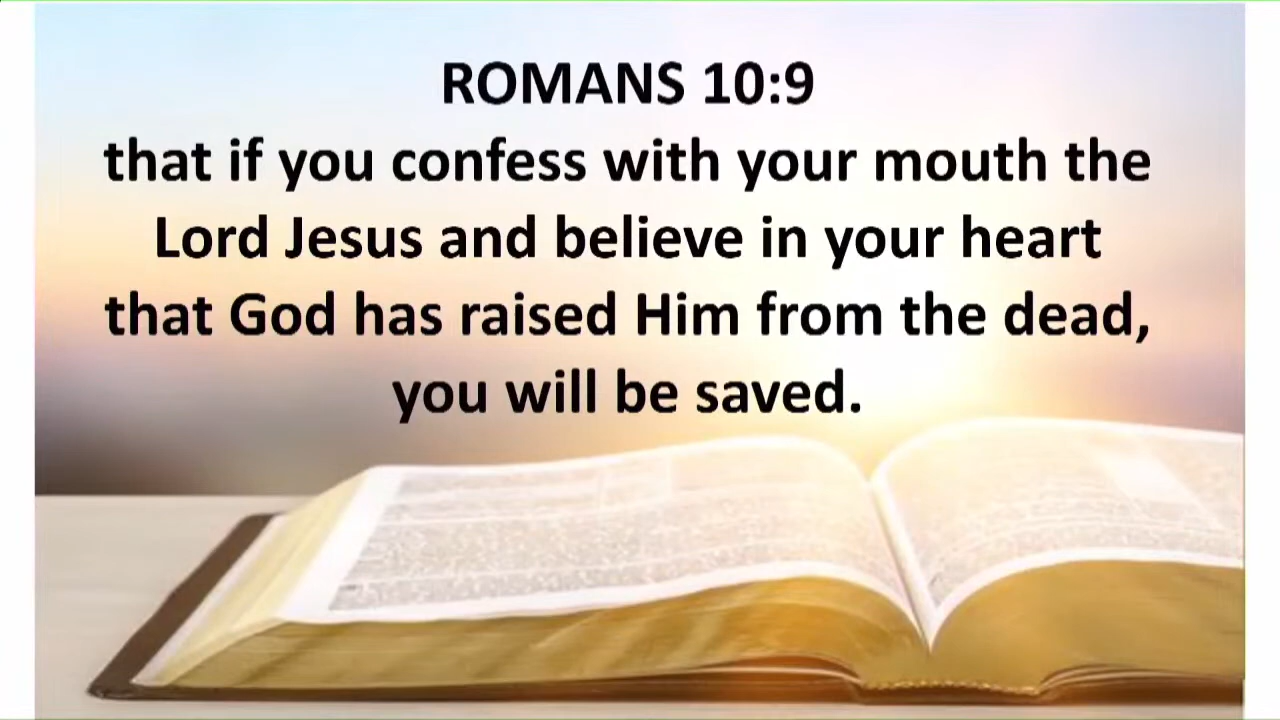 ROMANS 10:9
that if you confess with your mouth the
Lord Jesus and believe in your heart
that God has raised Him from the dead,
you will be saved.